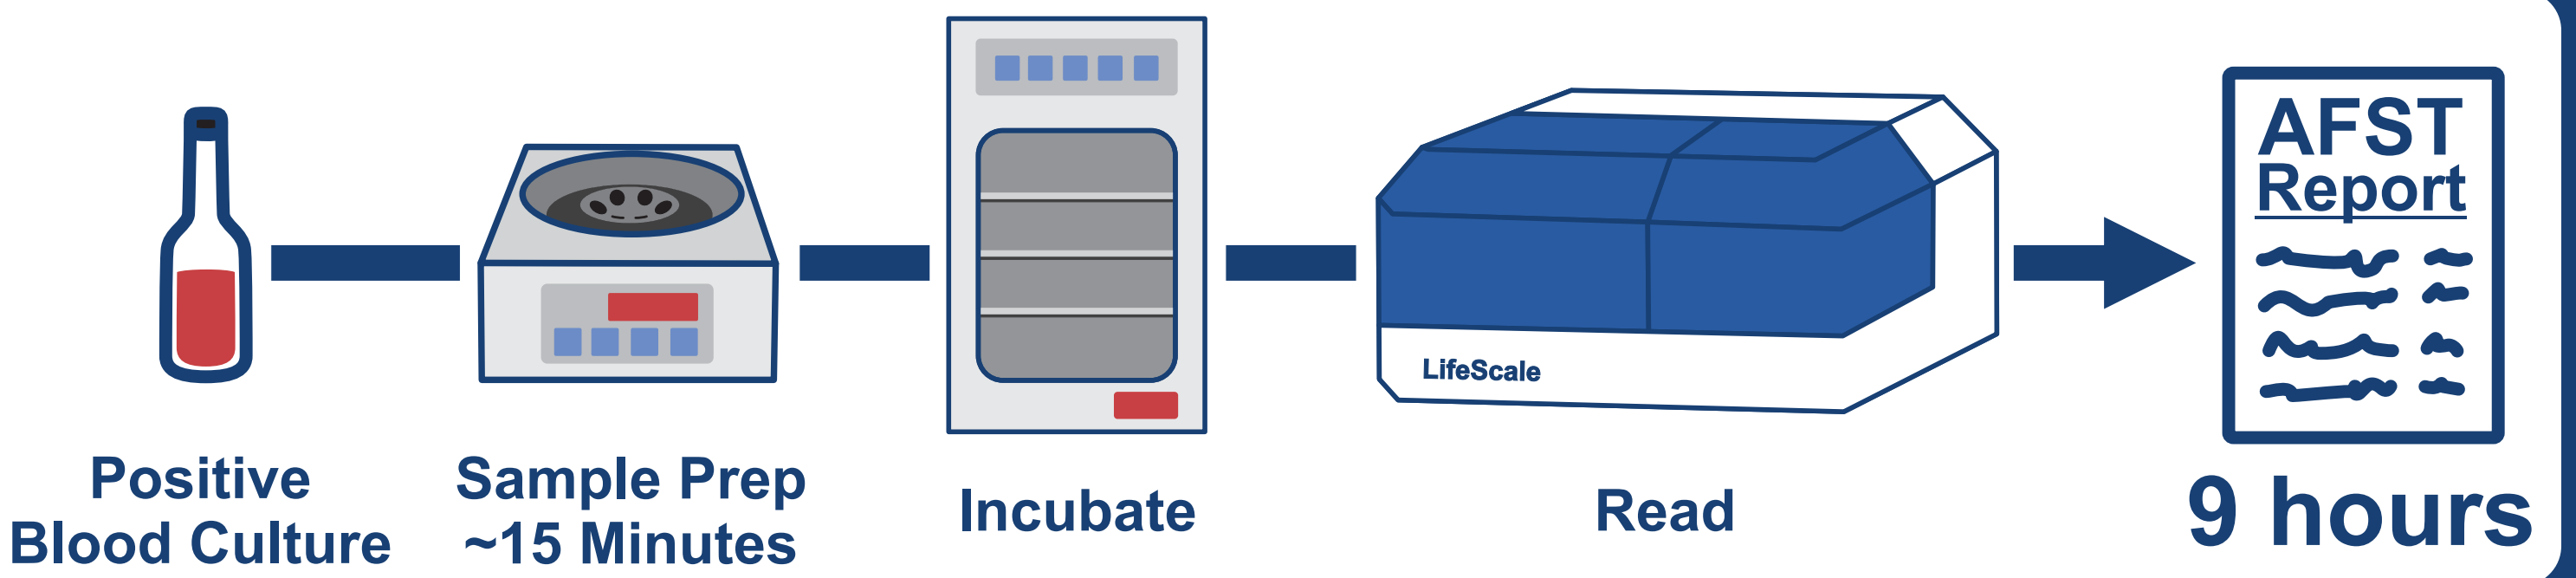 AFST
Report
LifeScale
Positive
Blood Culture
Sample Prep
~15 Minutes
Incubate
Read
9 hours